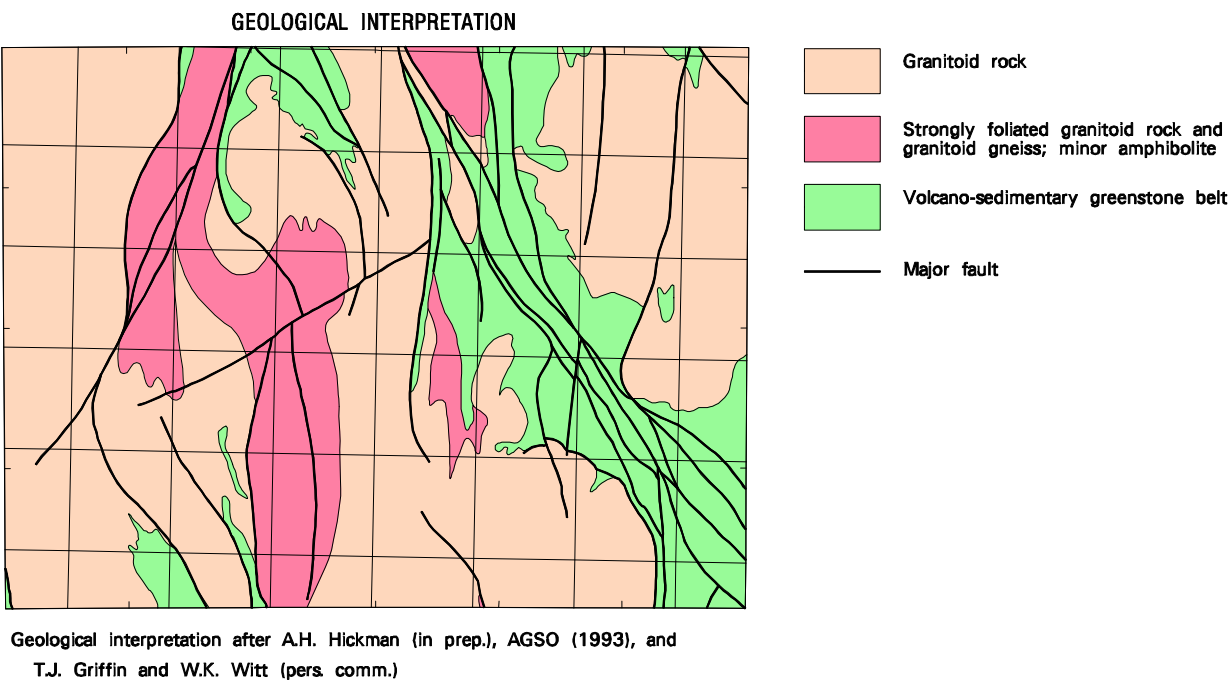 GEOLOGICAL INTERPRETATION
Granitoid rock
Strongly foliated granitoid rock and
granitoid gneiss; minor amphibolite
Volcano-sedimentary greenstone belt
Major fault
Geological interpretation after A.H. Hickman (in prep.), AGSO (1993), and
T.J. Griffin and W.K. Witt (pers. comm.)